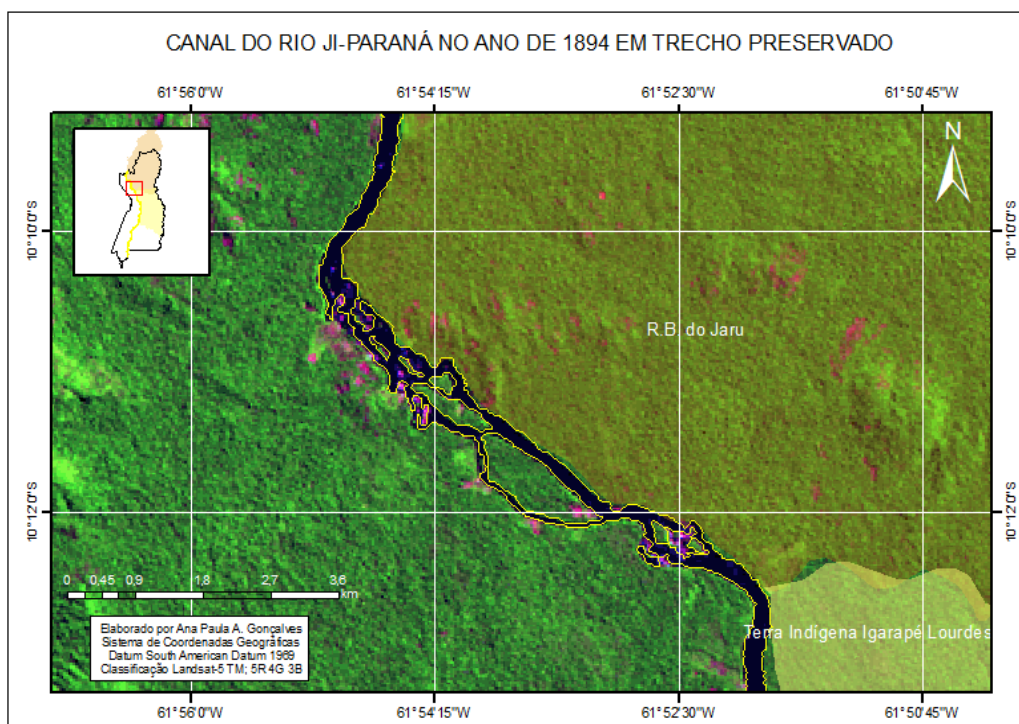 CANAL DO RIO JI-PARANÁ NO ANO DE 1894 EM TRECHO PRESERVADO
61°56'0"W 61°54'15"W 61°52'30"W 61°50'45"W
N
10°10'0"S 10°10'0"S
R.B. do Jaru
10°12'0"S 10°12'0"S
0 0,45 0,9 1,8 2,7 3,6
km
Elaborado por Ana Paula A. Gonçalves
Sistema de Coordenadas Geográficas
Datum South American Datum 1969
Classificação Landsat-5 TM; 5R 4G 3B
Terra Indígena Igarapé Lourdes
61°56'0"W 61°54'15"W 61°52'30"W 61°50'45"W